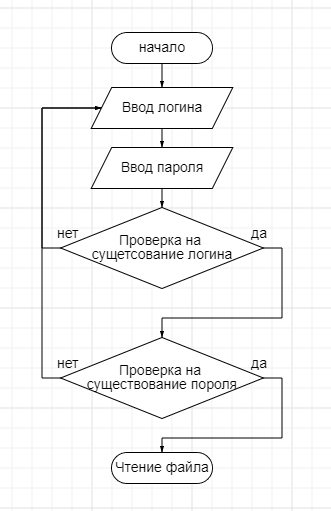 начало
Ввод логина
Ввод пароля
нет
да
Проверка на
сущетсование логина
нет
да
Проверка на
существование пороля
Чтение файла